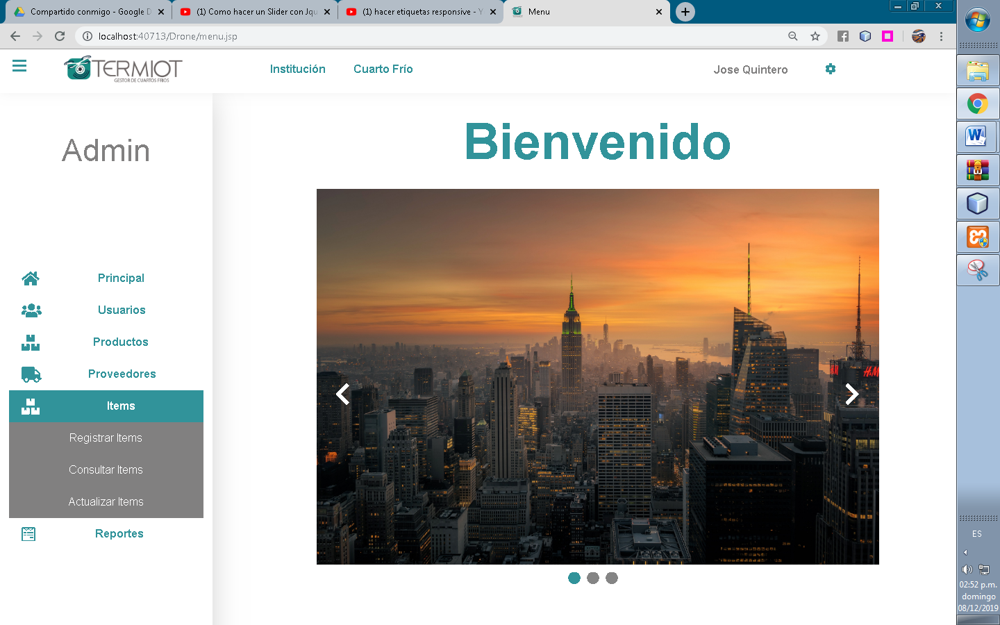 Compartido conmigo - Google D
(1) Como hacer un Slider con Jqu
(1) hacer etiquetas responsive - Y
Menu
localhost:40713/Drone/menu.jsp
TERMIOT
GESTOR DE CUARTOS FRIOS
Institución
Cuarto Frío
Jose Quintero
Admin
Bienvenido
Principal
Usuarios
Productos
Proveedores
Items
Registrar Items
Consultar Items
Actualizar Items
Reportes
H&M
ES
02:52 p.m.
domingo
08/12/2019